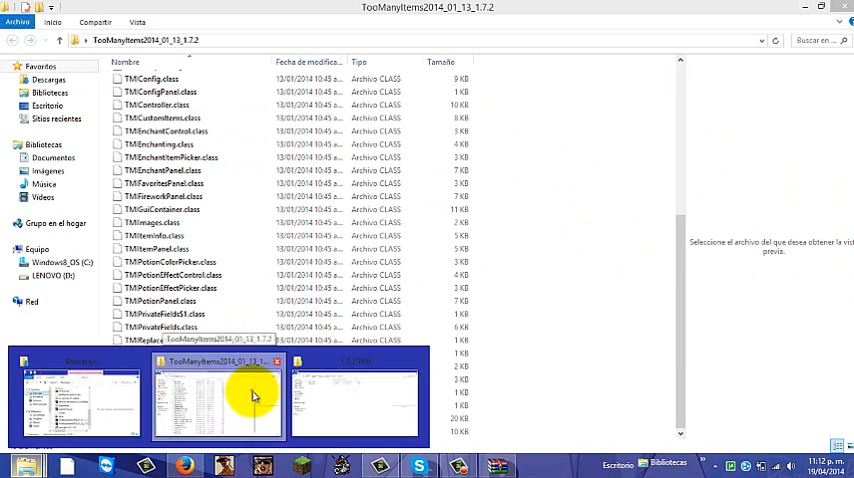 TooManyItems2014_01_13_1.7.2
Archivo Inicio Compartir Vista
TooManyItems2014_01_13_1.7.2 Buscar en ...
Nombre Fecha de modifica... Tamaño
Favoritos
Descargas
Bibliotecas
Escritorio
Sitios recientes
Bibliotecas
Documentos
Imágenes
Música
Vídeos
Grupo en el hogar
Equipo
Windows8_OS (C:)
LENOVO (D:)
Red
TMIConfig.class 13/01/2014 10:45 a... Archivo CLASS 9 KB
TMIConfigPanel.class 13/01/2014 10:45 a... Archivo CLASS 1 KB
TMIController.class 13/01/2014 10:45 a... Archivo CLASS 10 KB
TMICustomItems.class 13/01/2014 10:45 a... Archivo CLASS 8 KB
TMIEnchantControl.class 13/01/2014 10:45 a... Archivo CLASS 3 KB
TMIEnchanting.class 13/01/2014 10:45 a... Archivo CLASS 4 KB
TMIEnchantItemPicker.class 13/01/2014 10:45 a... Archivo CLASS 3 KB
TMIEnchantPanel.class 13/01/2014 10:45 a... Archivo CLASS 7 KB
TMIFavoritesPanel.class 13/01/2014 10:45 a... Archivo CLASS 3 KB
TMIFireworkPanel.class 13/01/2014 10:45 a... Archivo CLASS 7 KB
TMIGuiContainer.class 13/01/2014 10:45 a... Archivo CLASS 11 KB
TMIImages.class 13/01/2014 10:45 a... Archivo CLASS 2 KB
TMIItemInfo.class 13/01/2014 10:45 a... Archivo CLASS 5 KB
TMIItemPanel.class 13/01/2014 10:45 a... Archivo CLASS 5 KB
TMIPotionColorPicker.class 13/01/2014 10:45 a... Archivo CLASS 3 KB
TMIPotionEffectControl.class 13/01/2014 10:45 a... Archivo CLASS 4 KB
TMIPotionEffectPicker.class 13/01/2014 10:45 a... Archivo CLASS 3 KB
TMIPotionPanel.class 13/01/2014 10:45 a... Archivo CLASS 7 KB
TMIPrivateFields$1.class 13/01/2014 10:45 a... Archivo CLASS 1 KB
TMIPrivateFields.class 13/01/2014 10:45 a... Archivo CLASS 6 KB
TMIReplace 13/01/2014 10:45 a... Archivo CLASS 1 KB
TooManyItems2014_01_13_1.7.2
1 KB
2 KB
3 KB
1 KB
1 KB
20 KB
10 KB
Seleccione el archivo del que desea obtener la vista
previa.
Descargas TooManyItems2014_01_13_1...
Escritorio Bibliotecas
11:12 p. m.
19/04/2014